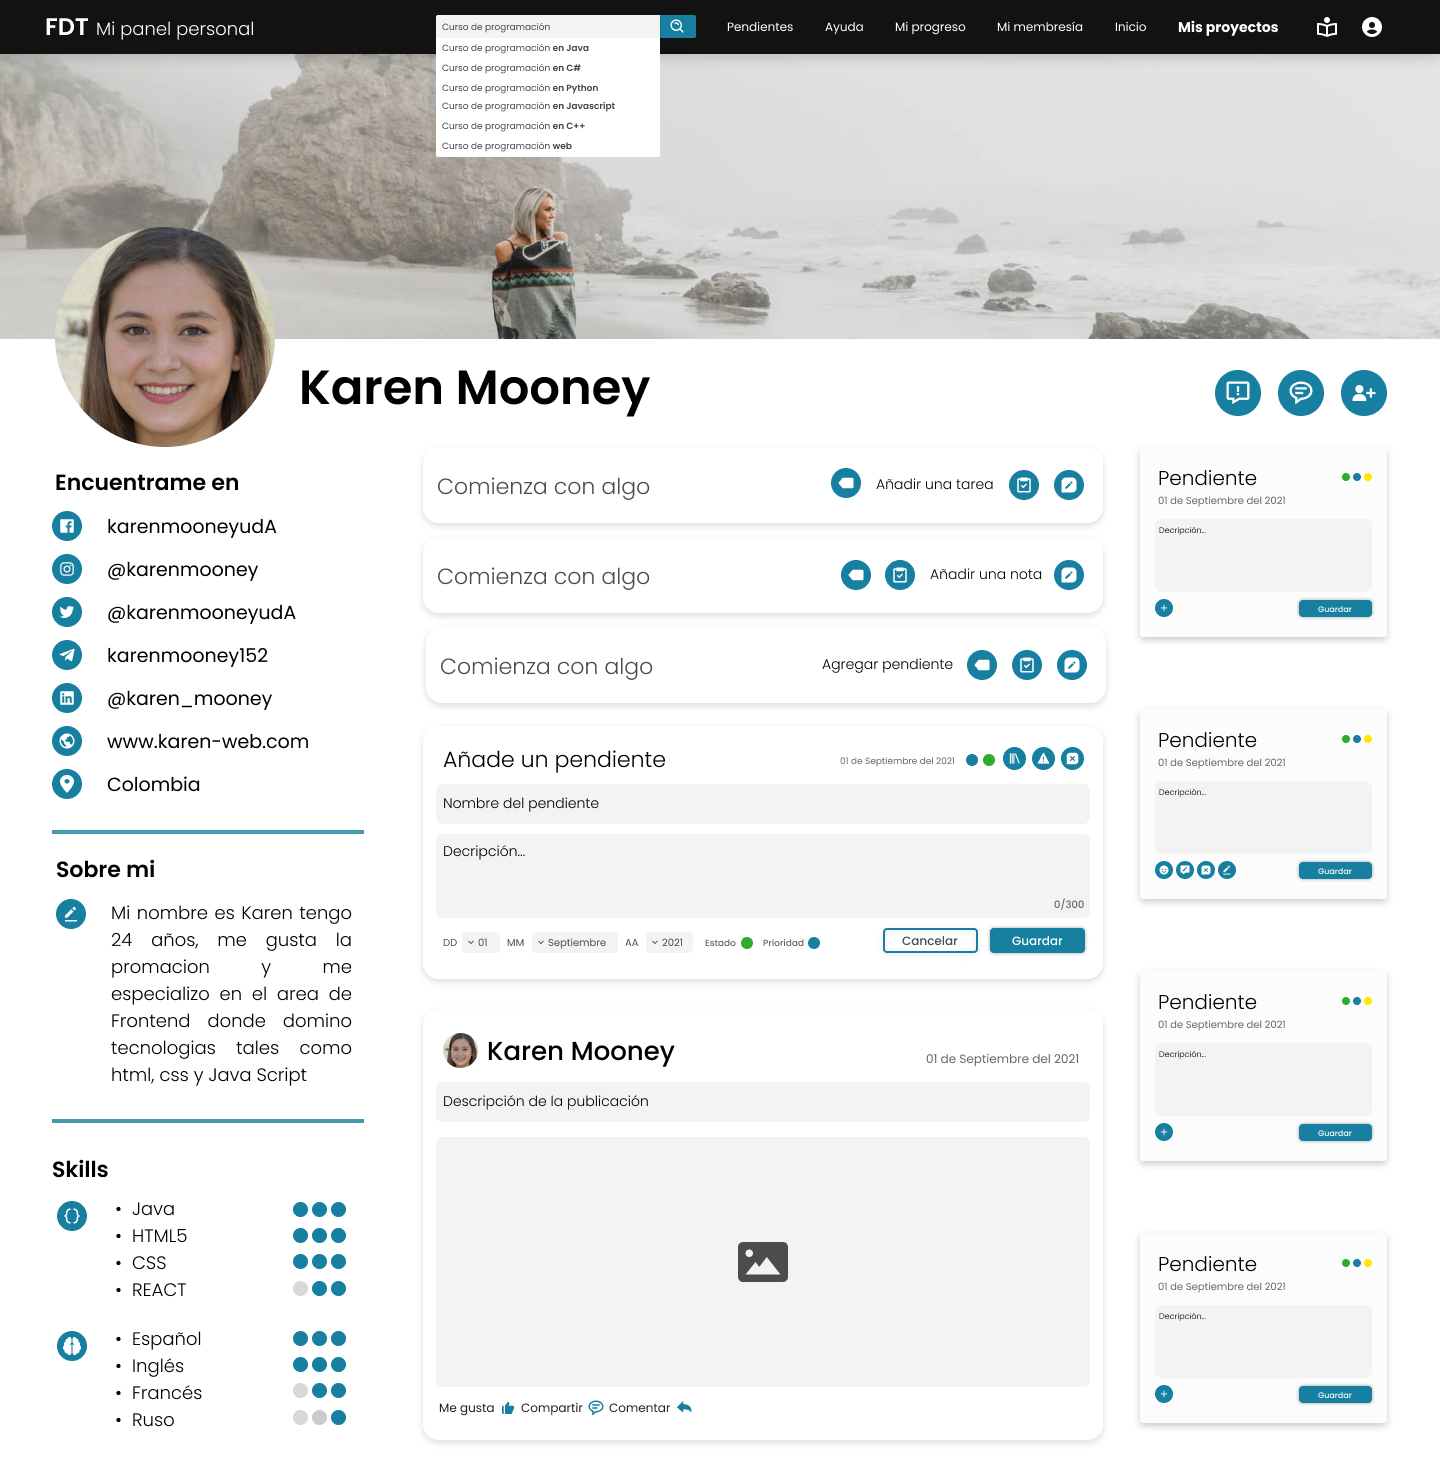 FDT Mi panel personal
Curso de programación
Pendientes
Ayuda
Mi progreso
Mi membresía
Inicio
Mis proyectos
Curso de programación en Java
Curso de programación en C#
Curso de programación en Python
Curso de programación en Javascript
Curso de programación en C++
Curso de programación web
Karen Mooney
Encuentrame en
karenmooneyudA
@karenmooney
@karenmooneyudA
karenmooney152
@karen_mooney
www.karen-web.com
Colombia
Sobre mi
Mi nombre es Karen tengo
24 años, me gusta la
promacion y me
especializo en el area de
Frontend donde domino
tecnologias tales como
html, css y Java Script
Skills
• Java
• HTML5
• CSS
• REACT
• Español
• Inglés
• Francés
• Ruso
Comienza con algo
Añadir una tarea
Comienza con algo
Añadir una nota
Comienza con algo
Agregar pendiente
Añade un pendiente
01 de Septiembre del 2021
Nombre del pendiente
Decripción...
0/300
DD 01 MM Septiembre AA 2021 Estado Prioridad
Cancelar
Guardar
Karen Mooney
01 de Septiembre del 2021
Descripción de la publicación
Me gusta Compartir Comentar
Pendiente
01 de Septiembre del 2021
Decripción...
Guardar
Pendiente
01 de Septiembre del 2021
Decripción...
Guardar
Pendiente
01 de Septiembre del 2021
Decripción...
Guardar
Pendiente
01 de Septiembre del 2021
Decripción...
Guardar